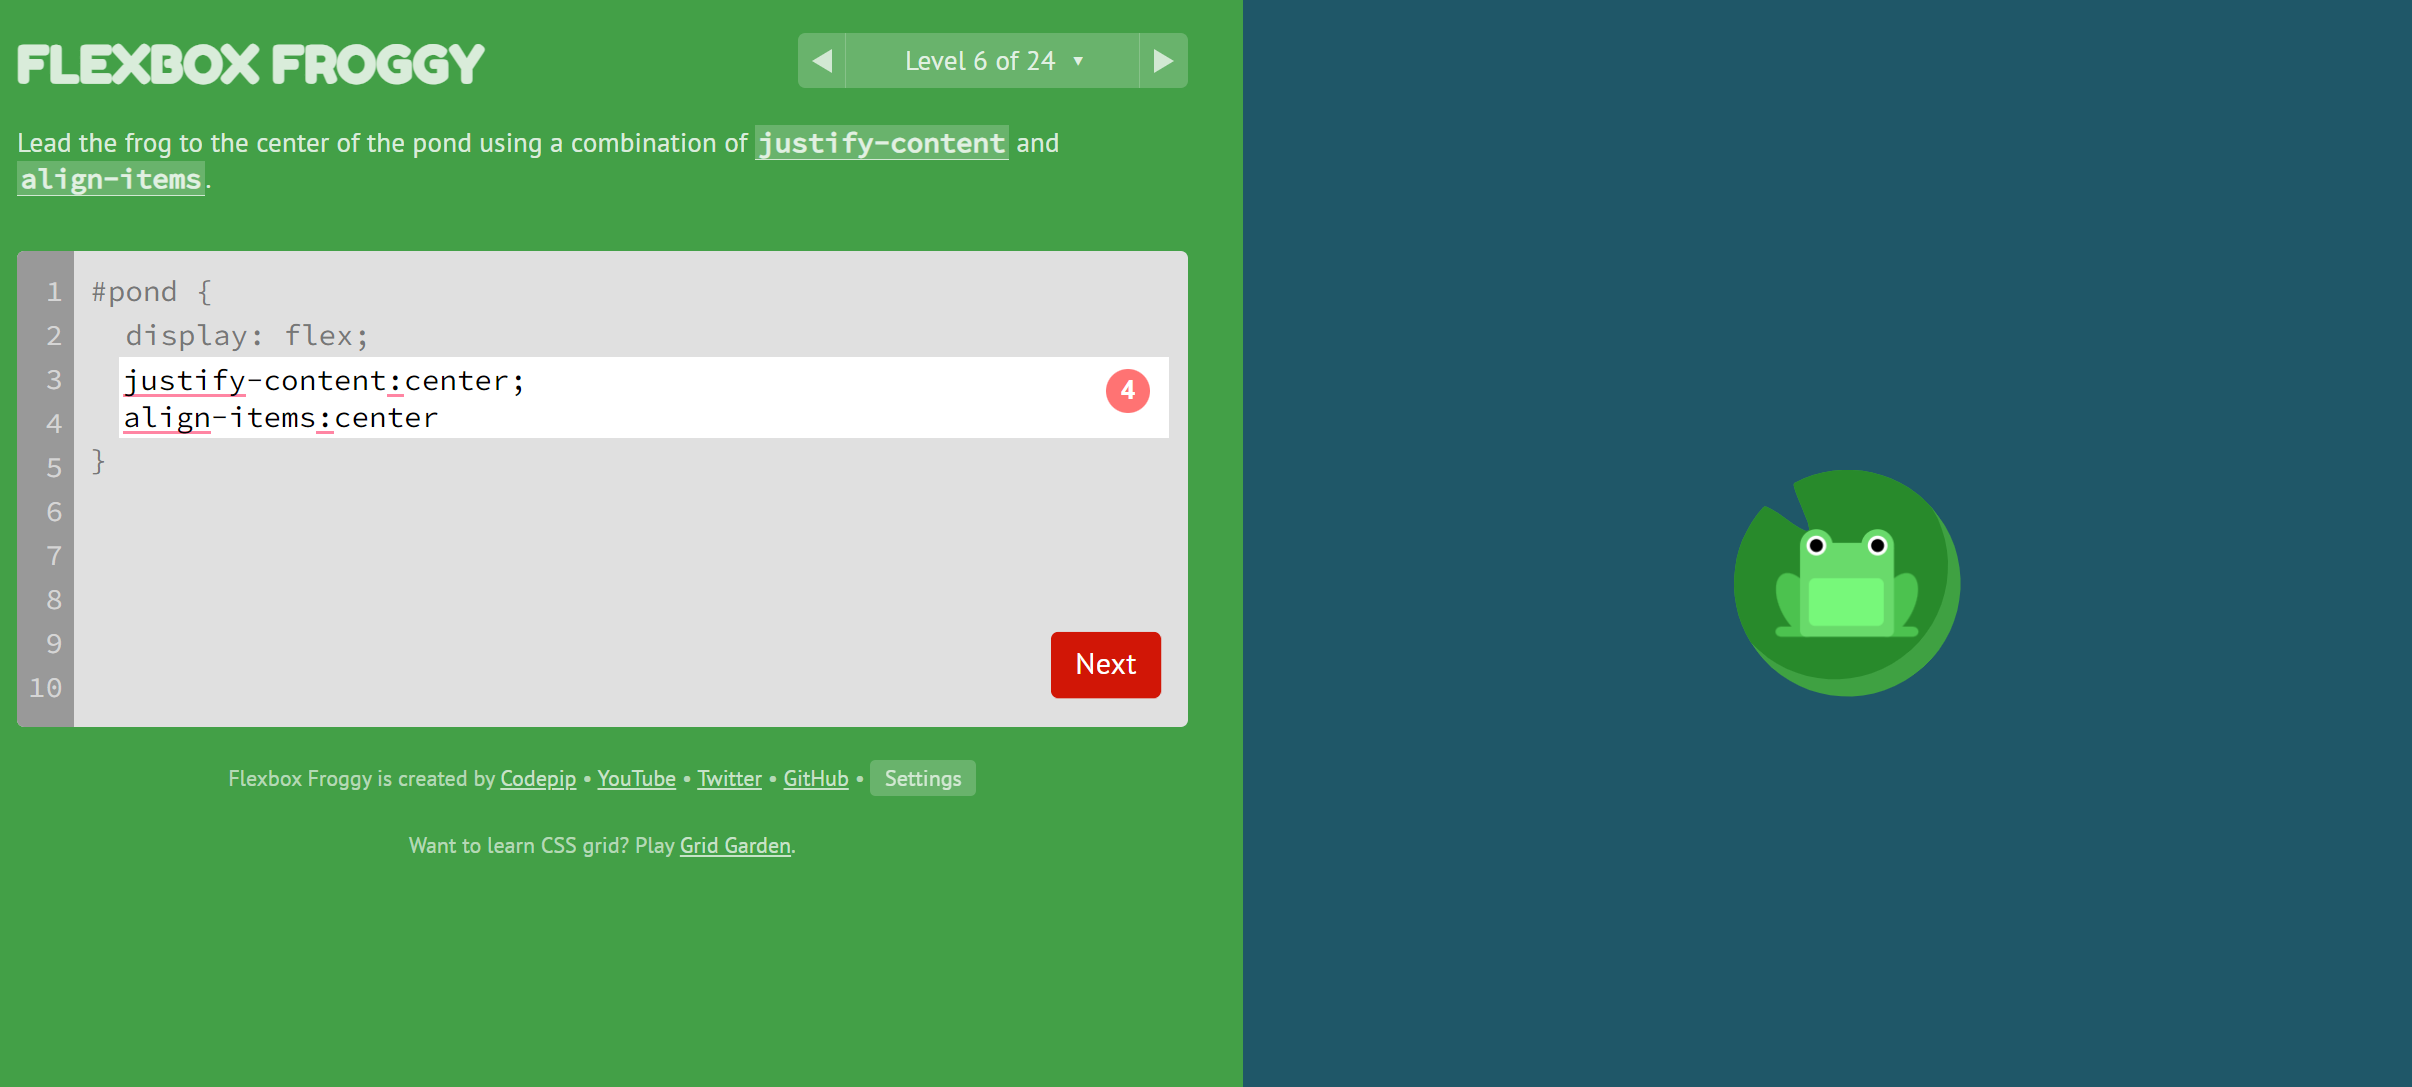 FLEXBOX FROGGY
Level 6 of 24 ▼
Lead the frog to the center of the pond using a combination of justify-content and
align-items.
1 #pond {
2 display: flex;
3 justify-content:center;
4
4 align-items:center
5 }
6
7
8
9
10
Next
Flexbox Froggy is created by Codepip • YouTube • Twitter • GitHub • Settings
Want to learn CSS grid? Play Grid Garden.